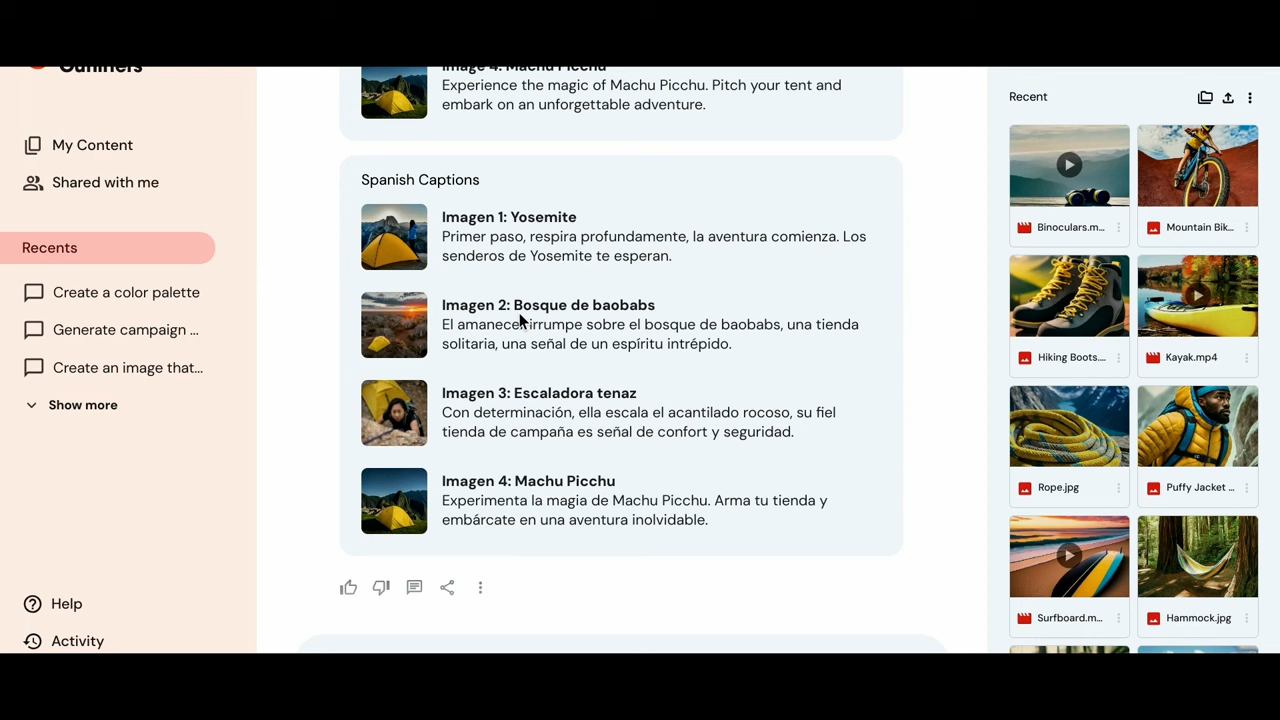 My Content
Shared with me
Recents
Create a color palette
Generate campaign ...
Create an image that...
Show more
Help
Activity
Image 4: Machu Picchu
Experience the magic of Machu Picchu. Pitch your tent and
embark on an unforgettable adventure.
Spanish Captions
Imagen 1: Yosemite
Primer paso, respira profundamente, la aventura comienza. Los
senderos de Yosemite te esperan.
Imagen 2: Bosque de baobabs
El amanecer irrumpe sobre el bosque de baobabs, una tienda
solitaria, una señal de un espíritu intrépido.
Imagen 3: Escaladora tenaz
Con determinación, ella escala el acantilado rocoso, su fiel
tienda de campaña es señal de confort y seguridad.
Imagen 4: Machu Picchu
Experimenta la magia de Machu Picchu. Arma tu tienda y
embárcate en una aventura inolvidable.
Recent
Binoculars.m...
Mountain Bik...
Hiking Boots....
Kayak.mp4
Rope.jpg
Puffy Jacket ...
Surfboard.m...
Hammock.jpg